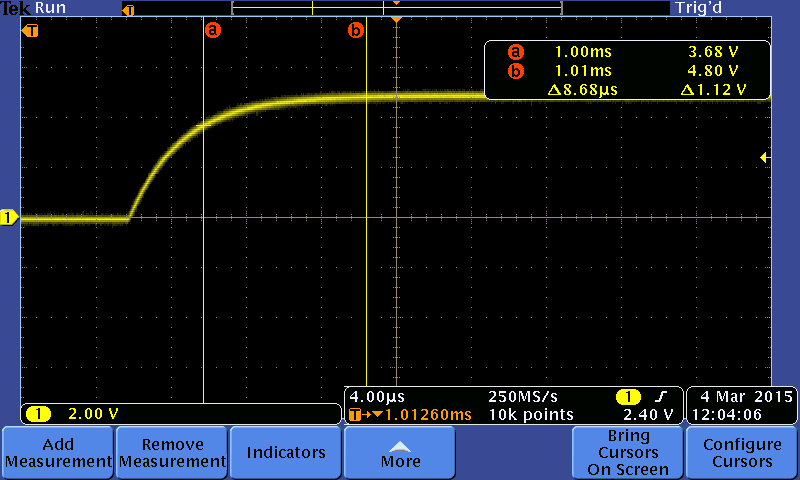 Tek Run Trig'd
T
T a b
a 1.00ms 3.68 V
b 1.01ms 4.80 V
Δ8.68µs Δ1.12 V
1
4.00µs 250MS/s 1 4 Mar 2015
1 2.00 V T→▼1.01260ms 10k points 2.40 V 12:04:06
Add Measurement
Remove Measurement
Indicators
More
Bring Cursors On Screen
Configure Cursors